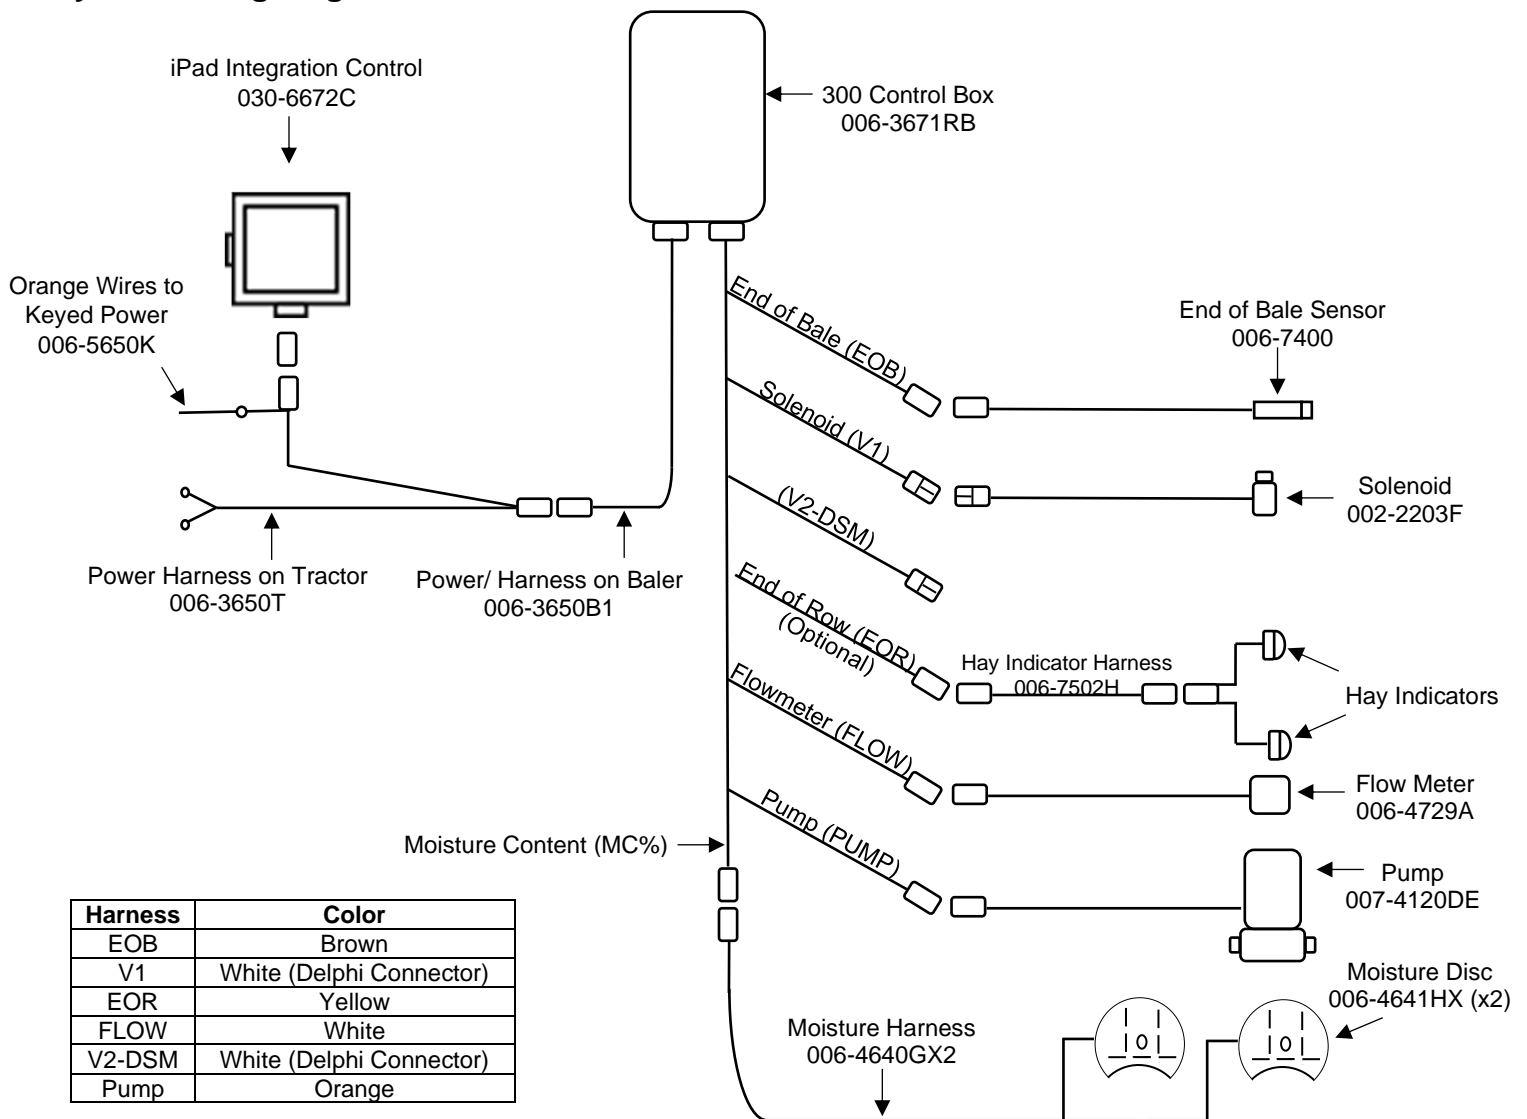 iPad Integration Control
030-6672C
300 Control Box
006-3671RB
Orange Wires to
Keyed Power
006-5650K
End of Bale (EOB)
End of Bale Sensor
006-7400
Solenoid (V1)
Solenoid
002-2203F
(V2-DSM)
Power Harness on Tractor
006-3650T
Power/ Harness on Baler
006-3650B1
End of Row (EOR)
(Optional)
Hay Indicator Harness
006-7502H
Hay Indicators
Flowmeter (FLOW)
Flow Meter
006-4729A
Pump (PUMP)
Pump
007-4120DE
Moisture Content (MC%)
Harness Color
EOB Brown
V1 White (Delphi Connector)
EOR Yellow
FLOW White
V2-DSM White (Delphi Connector)
Pump Orange
Moisture Disc
006-4641HX (x2)
Moisture Harness
006-4640GX2